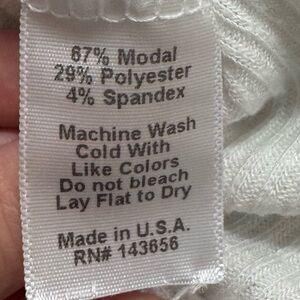 67% Modal
29% Polyester
4% Spandex
Machine Wash
Cold With
Like Colors
Do not bleach
Lay Flat to Dry
Made in U.S.A.
RN# 143656